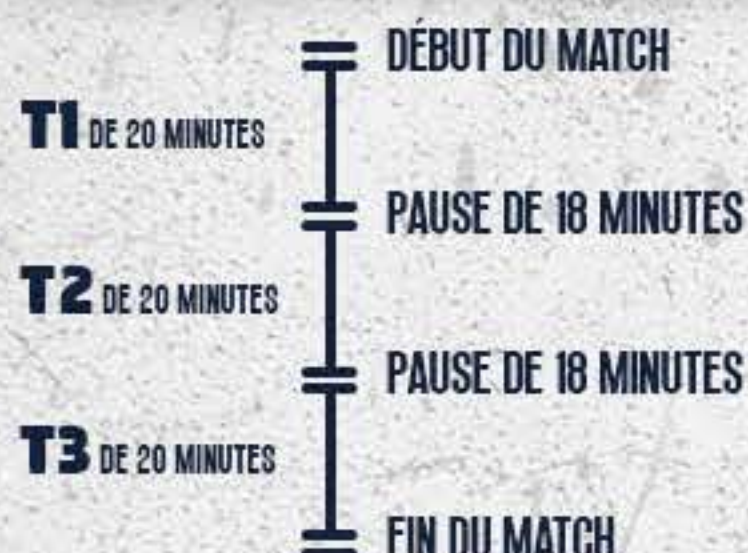 DÉBUT DU MATCH
T1 DE 20 MINUTES
PAUSE DE 18 MINUTES
T2 DE 20 MINUTES
PAUSE DE 18 MINUTES
T3 DE 20 MINUTES
FIN DU MATCH